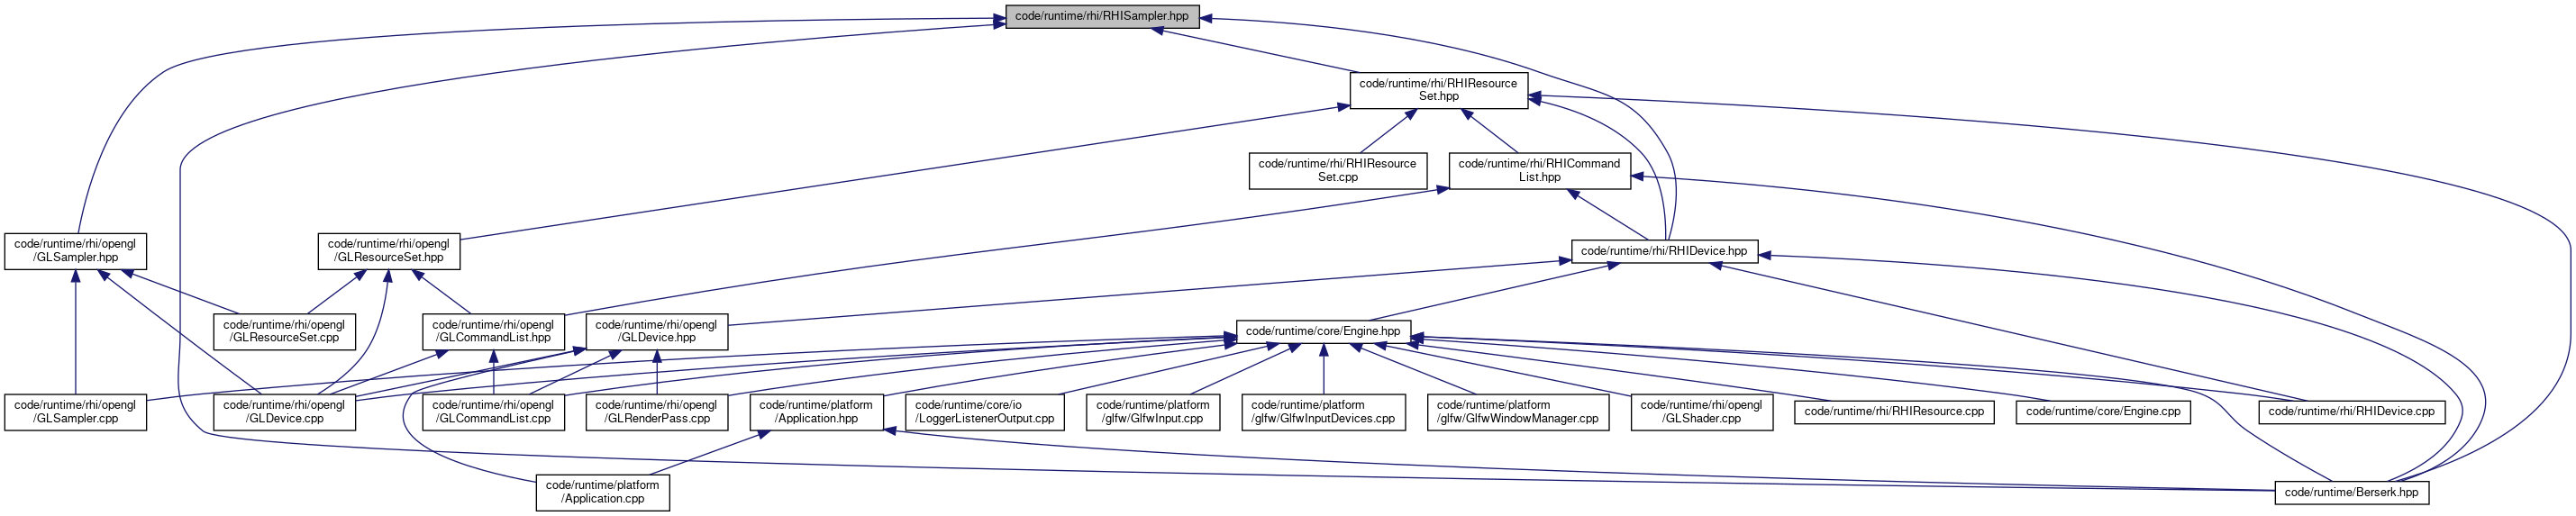 code/runtime/rhi/RHISampler.hpp
code/runtime/rhi/RHIResource
Set.hpp
code/runtime/rhi/RHIResource
Set.cpp
code/runtime/rhi/RHICommand
List.hpp
code/runtime/rhi/opengl
/GLSampler.hpp
code/runtime/rhi/opengl
/GLResourceSet.hpp
code/runtime/rhi/RHIDevice.hpp
code/runtime/rhi/opengl
/GLResourceSet.cpp
code/runtime/rhi/opengl
/GLCommandList.hpp
code/runtime/rhi/opengl
/GLDevice.hpp
code/runtime/core/Engine.hpp
code/runtime/rhi/opengl
/GLSampler.cpp
code/runtime/rhi/opengl
/GLDevice.cpp
code/runtime/rhi/opengl
/GLCommandList.cpp
code/runtime/rhi/opengl
/GLRenderPass.cpp
code/runtime/platform
/Application.hpp
code/runtime/core/io
/LoggerListenerOutput.cpp
code/runtime/platform
/glfw/GlfwInput.cpp
code/runtime/platform
/glfw/GlfwInputDevices.cpp
code/runtime/platform
/glfw/GlfwWindowManager.cpp
code/runtime/rhi/opengl
/GLShader.cpp
code/runtime/rhi/RHIResource.cpp
code/runtime/core/Engine.cpp
code/runtime/rhi/RHIDevice.cpp
code/runtime/platform
/Application.cpp
code/runtime/Berserk.hpp